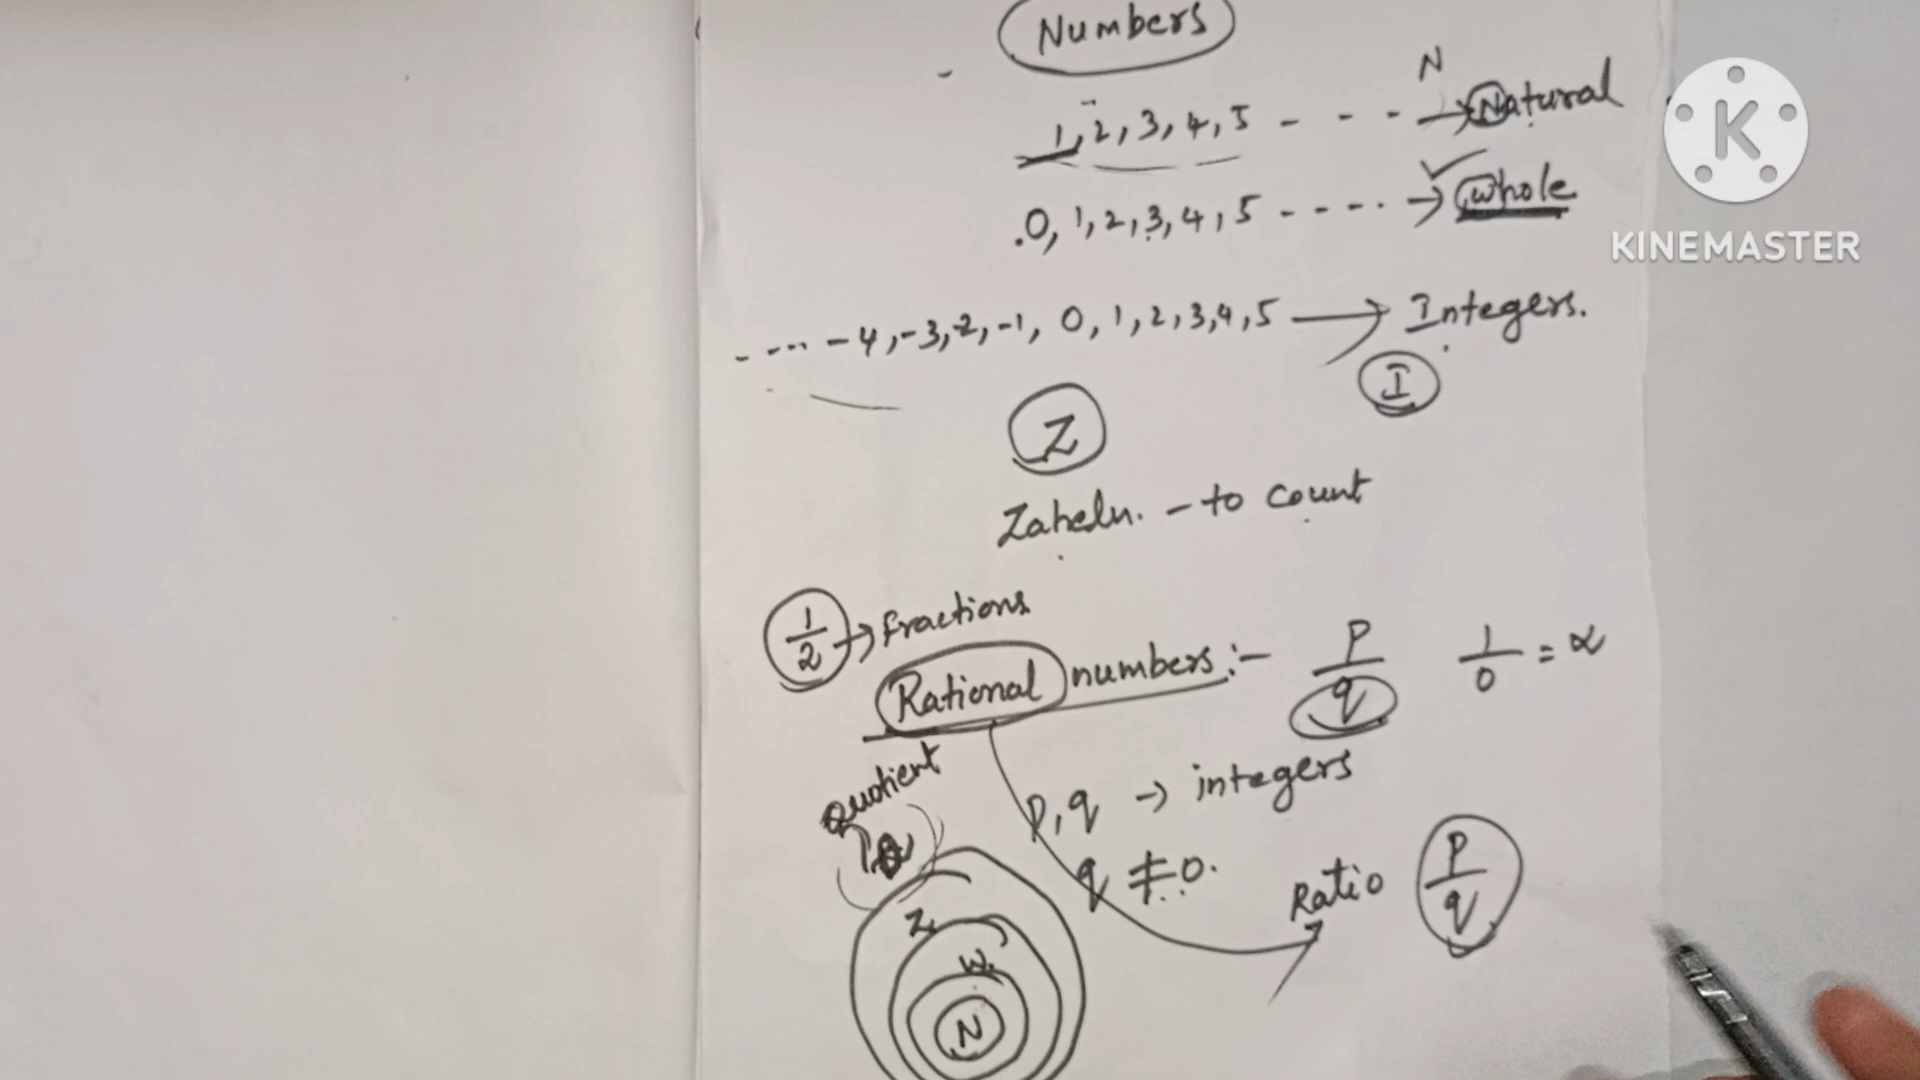 Numbers
N
1, 2, 3, 4, 5 - - - → Natural
0, 1, 2, 3, 4, 5 - - - - → Whole
- --- -4, -3, -2, -1, 0, 1, 2, 3, 4, 5 → Integers.
I
Z
Zaheln. - to count
1/2 → Fractions
Rational numbers :- P/q 1/0 = α
Quotient
p, q → integers
q ≠ 0.
Ratio P/q
Z
W
N
K
KINEMASTER